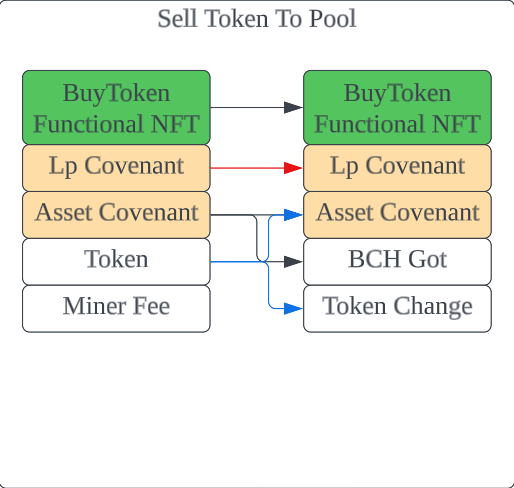 Sell Token To Pool
BuyToken
Functional NFT
Lp Covenant
Asset Covenant
Token
Miner Fee
BuyToken
Functional NFT
Lp Covenant
Asset Covenant
BCH Got
Token Change